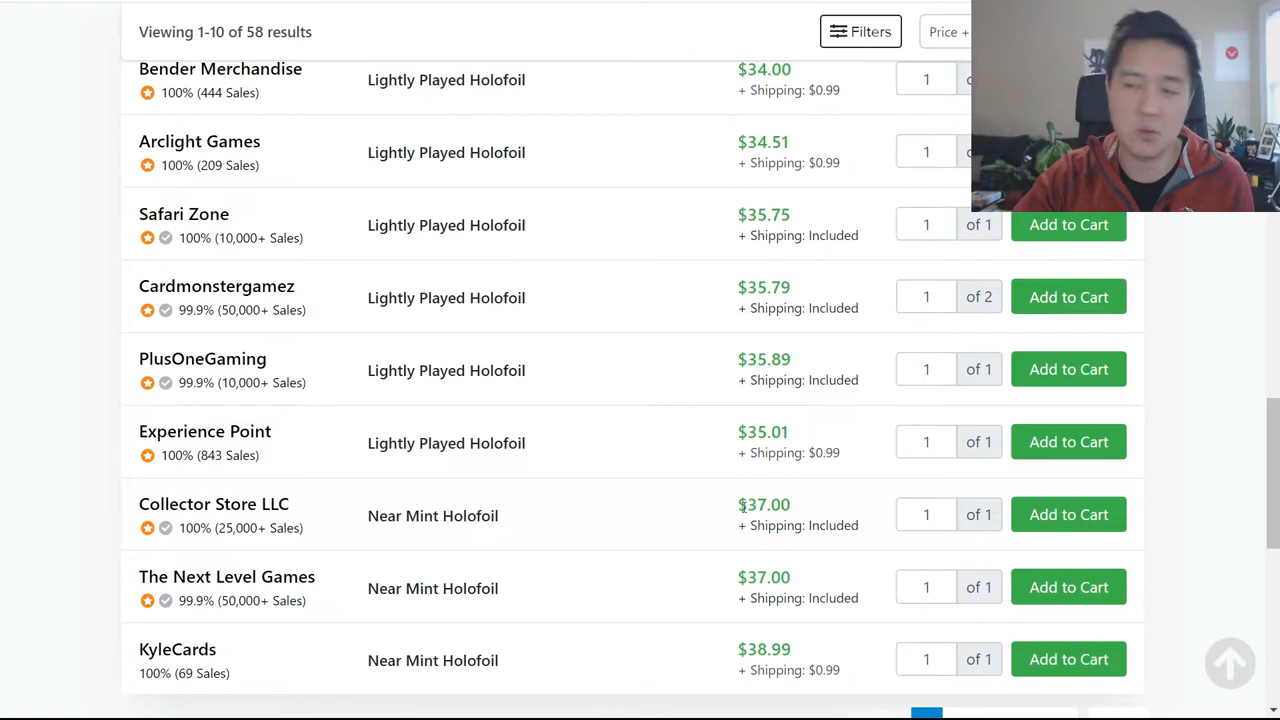 Viewing 1-10 of 58 results
Filters
Price +
Bender Merchandise
100% (444 Sales)
Lightly Played Holofoil
$34.00
+ Shipping: $0.99
1
Arclight Games
100% (209 Sales)
Lightly Played Holofoil
$34.51
+ Shipping: $0.99
1
Safari Zone
100% (10,000+ Sales)
Lightly Played Holofoil
$35.75
+ Shipping: Included
1 of 1
Add to Cart
Cardmonstergamez
99.9% (50,000+ Sales)
Lightly Played Holofoil
$35.79
+ Shipping: Included
1 of 2
Add to Cart
PlusOneGaming
99.9% (10,000+ Sales)
Lightly Played Holofoil
$35.89
+ Shipping: Included
1 of 1
Add to Cart
Experience Point
100% (843 Sales)
Lightly Played Holofoil
$35.01
+ Shipping: $0.99
1 of 1
Add to Cart
Collector Store LLC
100% (25,000+ Sales)
Near Mint Holofoil
$37.00
+ Shipping: Included
1 of 1
Add to Cart
The Next Level Games
99.9% (50,000+ Sales)
Near Mint Holofoil
$37.00
+ Shipping: Included
1 of 1
Add to Cart
KyleCards
100% (69 Sales)
Near Mint Holofoil
$38.99
+ Shipping: $0.99
1 of 1
Add to Cart